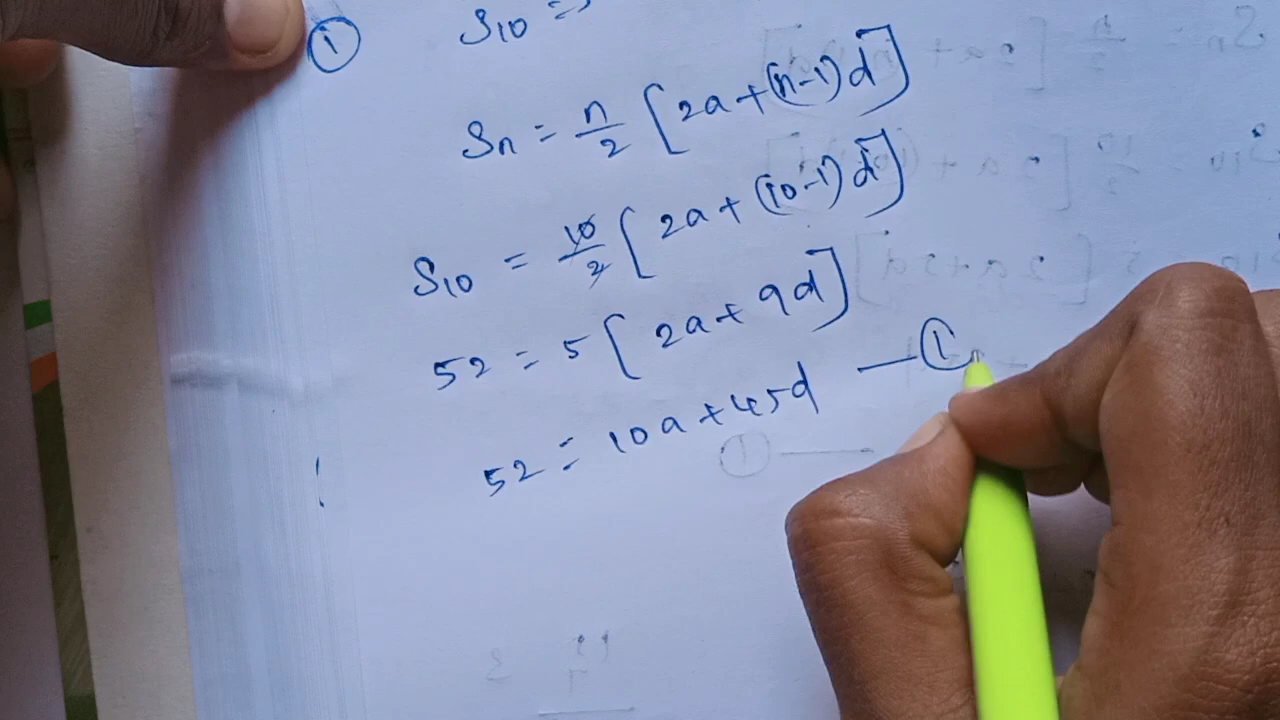 ① S10 =
Sn = n/2 [2a + (n-1)d]
S10 = 10/2 [2a + (10-1)d]
52 = 5 [2a + 9d]
52 = 10a + 45d — ①